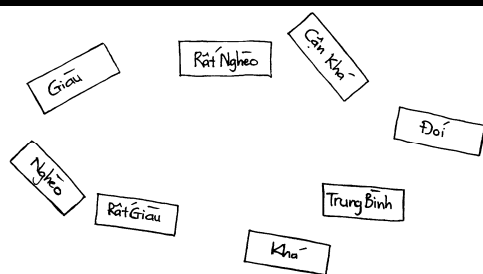 Giàu
Rất Nghèo
Cận Khá
Đói
Nghèo
Rất Giàu
Trung Bình
Khá